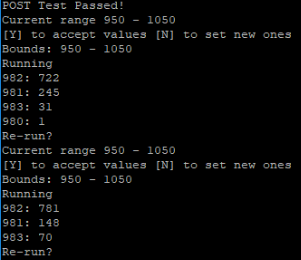 POST Test Passed!
Current range 950 - 1050
[Y] to accept values [N] to set new ones
Bounds: 950 - 1050
Running
982: 722
981: 245
983: 31
980: 1
Re-run?
Current range 950 - 1050
[Y] to accept values [N] to set new ones
Bounds: 950 - 1050
Running
982: 781
981: 148
983: 70
Re-run?